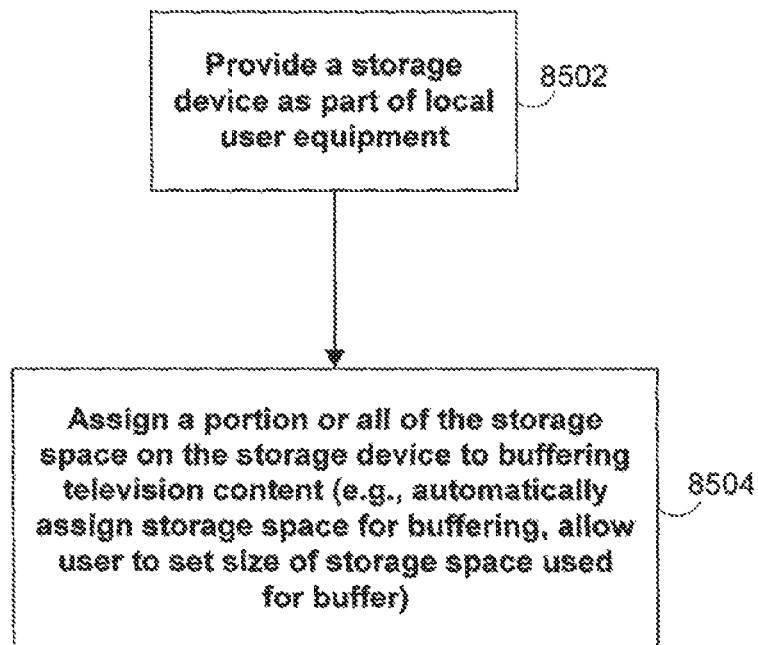 Provide a storage
device as part of local
user equipment
8502
Assign a portion or all of the storage
space on the storage device to buffering
television content (e.g., automatically
assign storage space for buffering, allow
user to set size of storage space used
for buffer)
8504